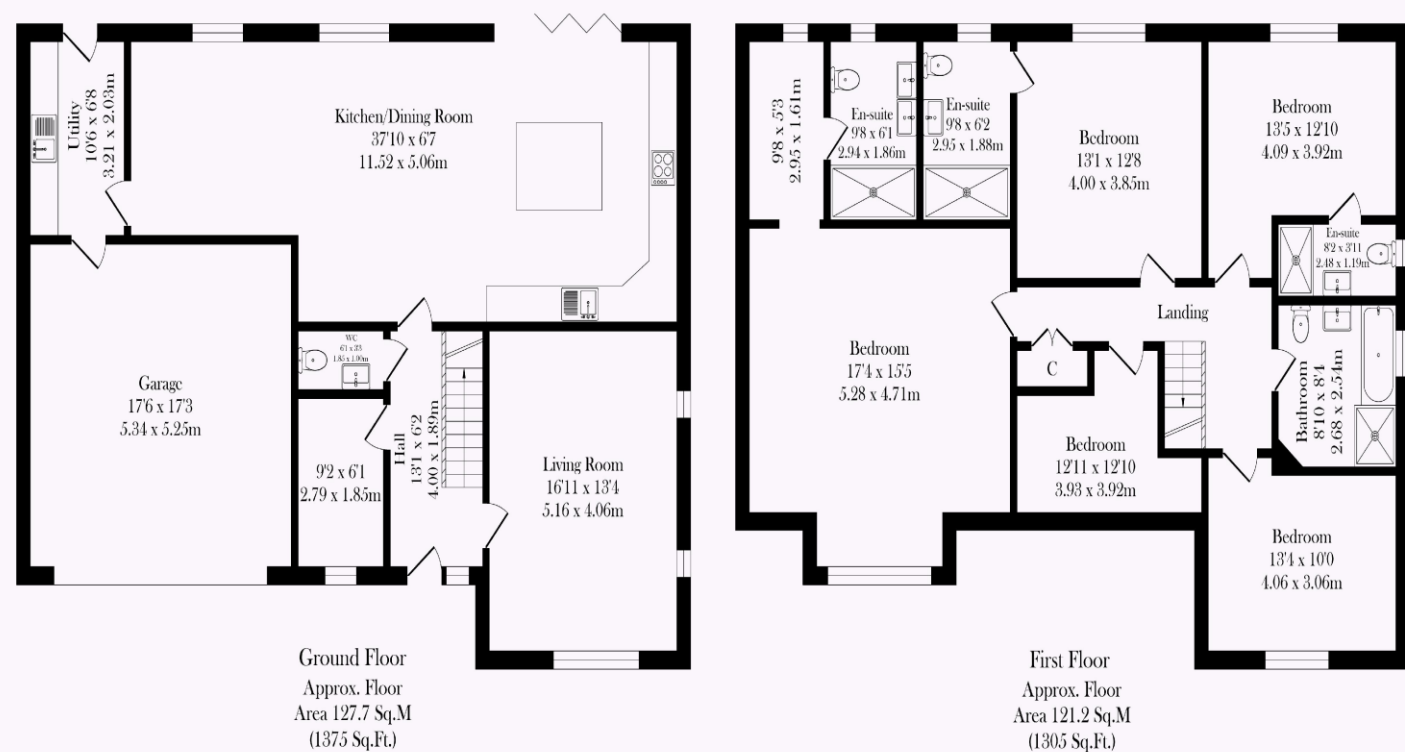 Utility
10'6 x 6'8
3.21 x 2.03m
Kitchen/Dining Room
37'10 x 6'7
11.52 x 5.06m
Garage
17'6 x 17'3
5.34 x 5.25m
WC
6'1 x 3'3
1.85 x 1.00m
9'2 x 6'1
2.79 x 1.85m
Hall
13'1 x 6'2
4.00 x 1.89m
Living Room
16'11 x 13'4
5.16 x 4.06m
Ground Floor
Approx. Floor
Area 127.7 Sq.M
(1375 Sq.Ft.)
9'8 x 5'3
2.95 x 1.61m
En-suite
9'8 x 6'1
2.94 x 1.86m
En-suite
9'8 x 6'2
2.95 x 1.88m
Bedroom
13'1 x 12'8
4.00 x 3.85m
Bedroom
13'5 x 12'10
4.09 x 3.92m
En-suite
8'2 x 3'11
2.48 x 1.19m
Landing
Bedroom
17'4 x 15'5
5.28 x 4.71m
C
Bedroom
12'11 x 12'10
3.93 x 3.92m
Bathroom
8'10 x 8'4
2.68 x 2.54m
Bedroom
13'4 x 10'0
4.06 x 3.06m
First Floor
Approx. Floor
Area 121.2 Sq.M
(1305 Sq.Ft.)